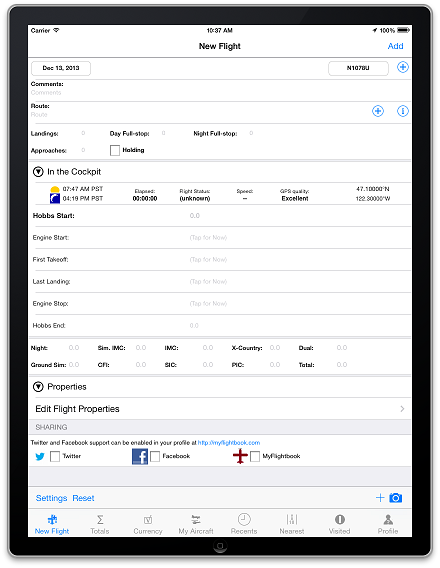 Carrier 10:37 AM 100%
New Flight Add
Dec 13, 2013 N1078U
Comments:
Comments
Route:
Route
Landings: 0 Day Full-stop: 0 Night Full-stop: 0
Approaches: 0 Holding
In the Cockpit
07:47 AM PST Elapsed: Flight Status: Speed: GPS quality: 47.10000°N
04:19 PM PST 00:00:00 (unknown) -- Excellent 122.30000°W
Hobbs Start: 0.0
Engine Start: (Tap for Now)
First Takeoff: (Tap for Now)
Last Landing: (Tap for Now)
Engine Stop: (Tap for Now)
Hobbs End: 0.0
Night: 0.0 Sim. IMC: 0.0 IMC: 0.0 X-Country: 0.0 Dual: 0.0
Ground Sim: 0.0 CFI: 0.0 SIC: 0.0 PIC: 0.0 Total: 0.0
Properties
Edit Flight Properties
SHARING
Twitter and Facebook support can be enabled in your profile at http://myflightbook.com
Twitter Facebook MyFlightbook
Settings Reset
New Flight Totals Currency My Aircraft Recents Nearest Visited Profile